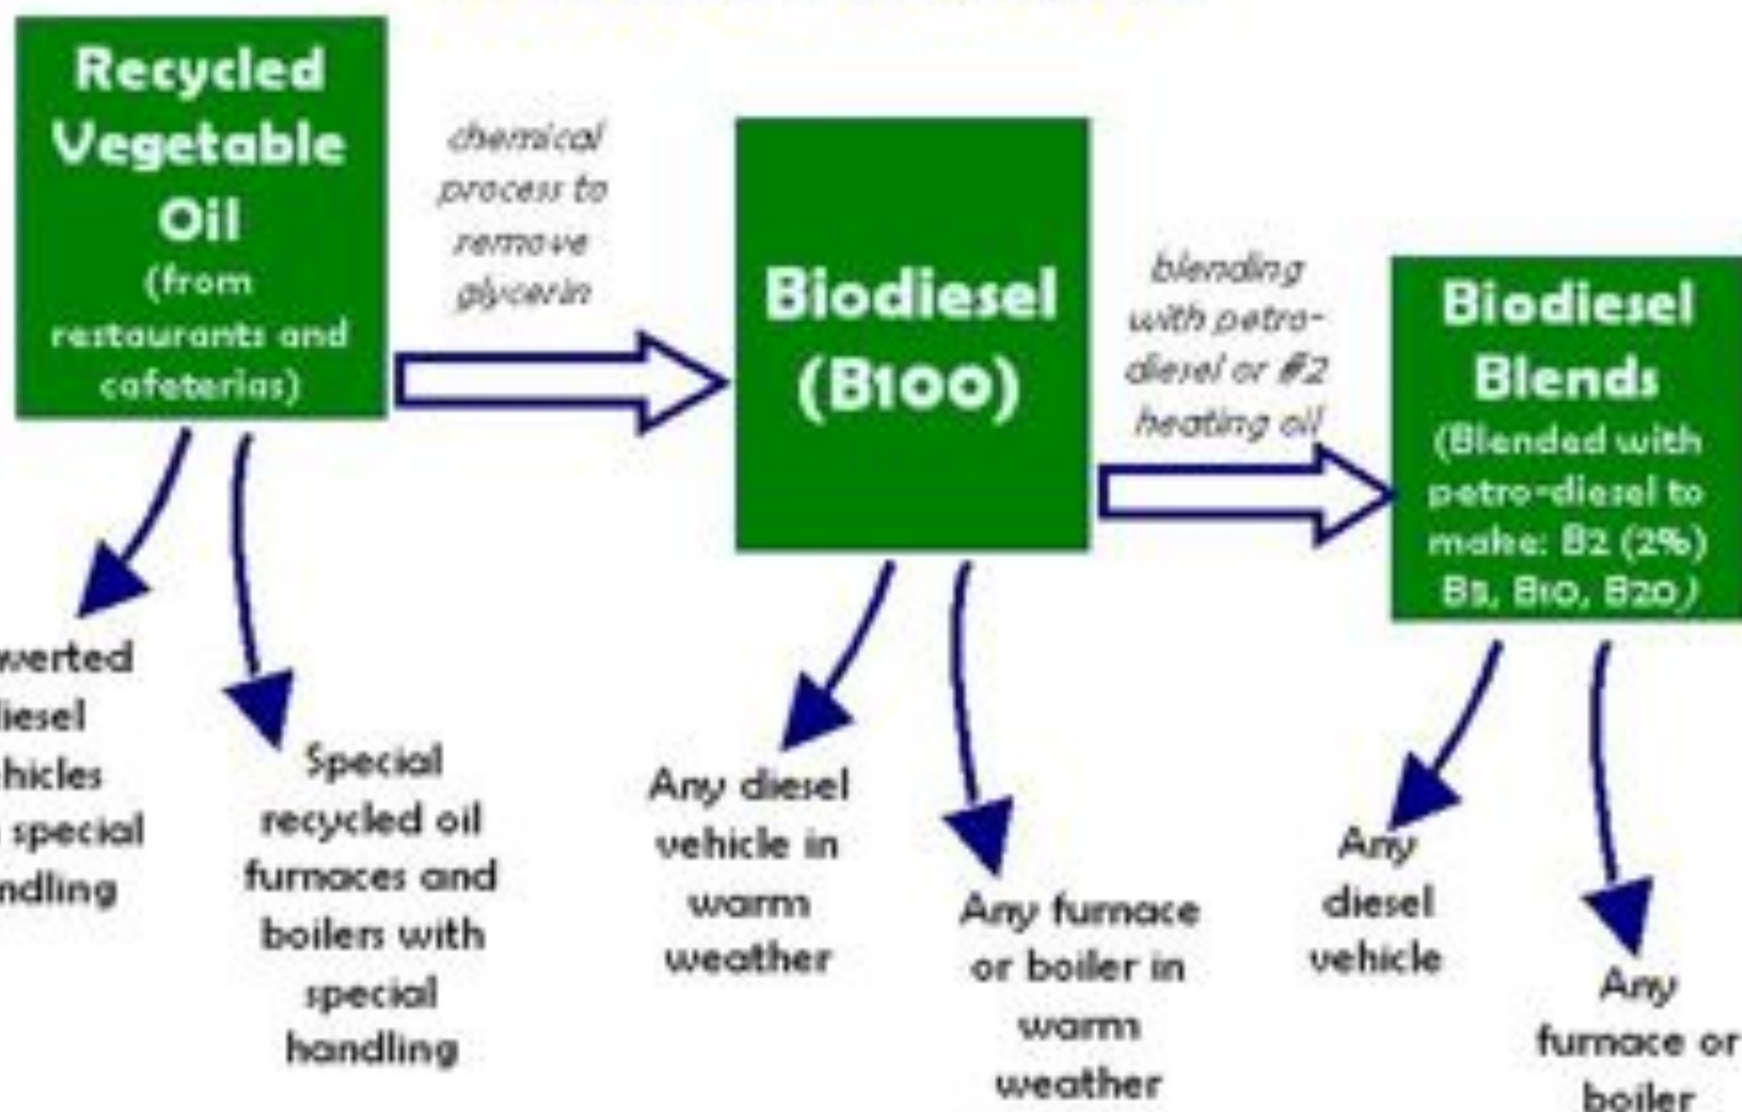 Recycled
Vegetable
Oil
(from
restaurants and
cafeterias)
chemical
process to
remove
glycerin
Biodiesel
(B100)
blending
with petro-
diesel or #2
heating oil
Biodiesel
Blends
(Blended with
petro-diesel to
make: B2 (2%)
B5, B10, B20)
verted
iesel
hicles
special
ndling
Special
recycled oil
furnaces and
boilers with
special
handling
Any diesel
vehicle in
warm
weather
Any furnace
or boiler in
warm
weather
Any
diesel
vehicle
Any
furnace or
boiler